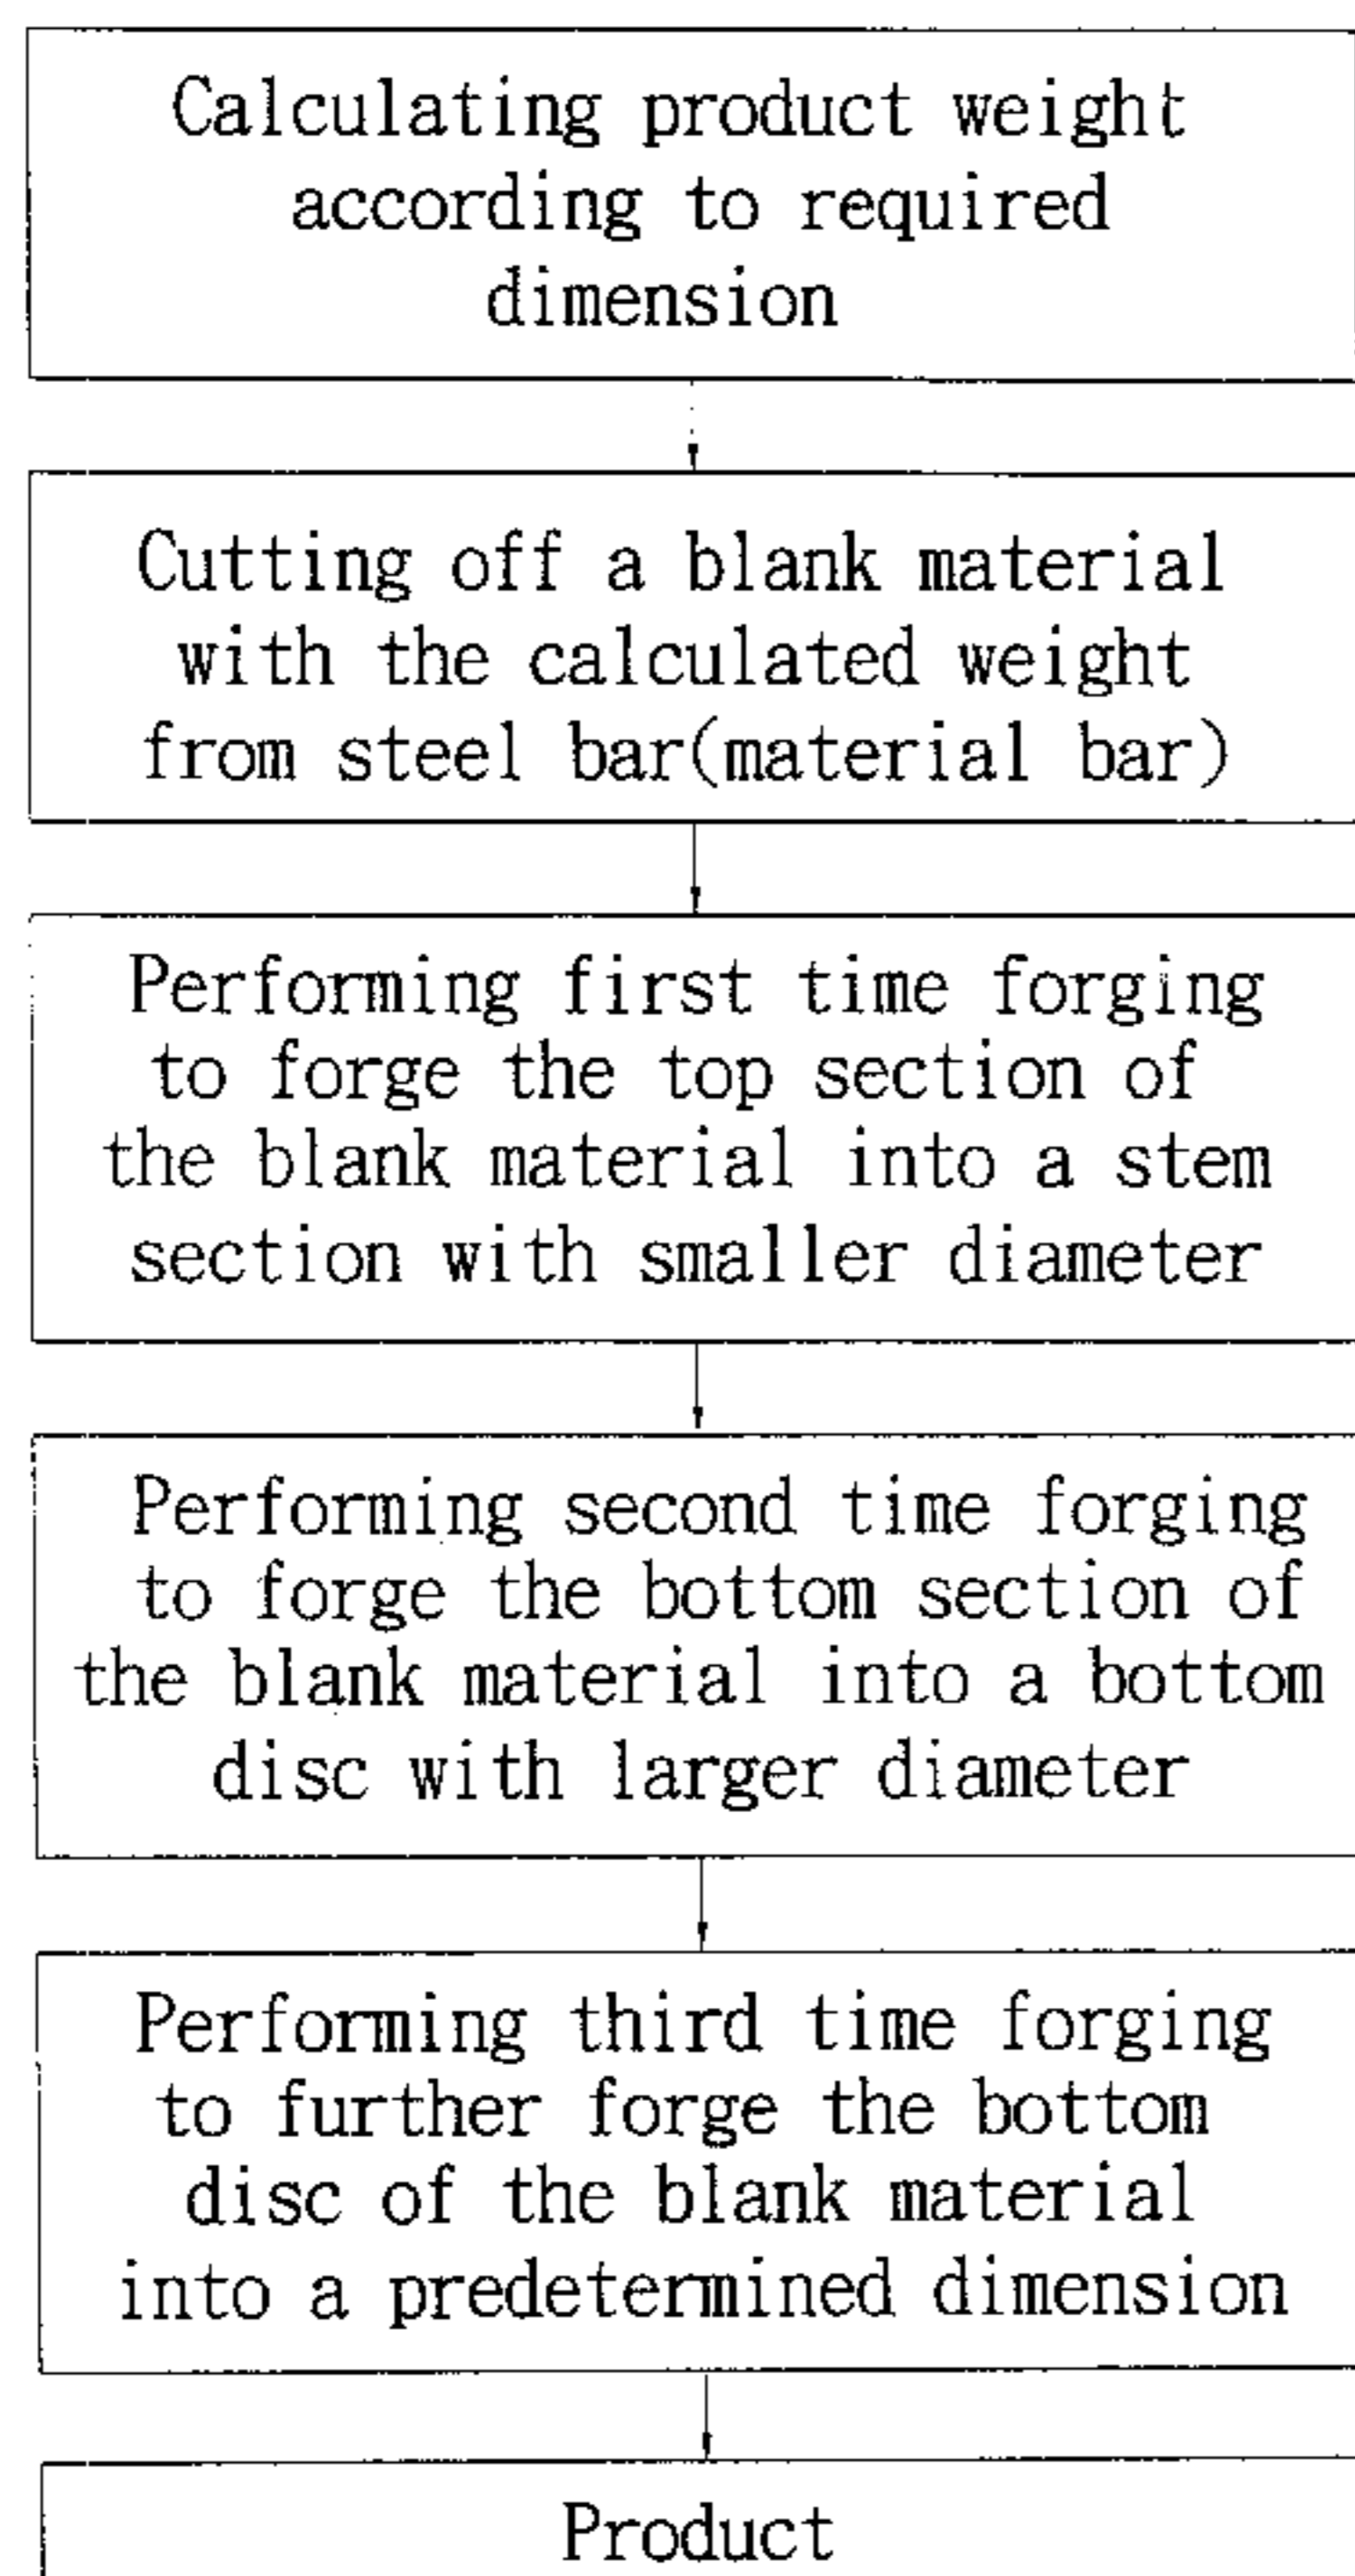 Calculating product weight
according to required
dimension
Cutting off a blank material
with the calculated weight
from steel bar(material bar)
Performing first time forging
to forge the top section of
the blank material into a stem
section with smaller diameter
Performing second time forging
to forge the bottom section of
the blank material into a bottom
disc with larger diameter
Performing third time forging
to further forge the bottom
disc of the blank material
into a predetermined dimension
Product